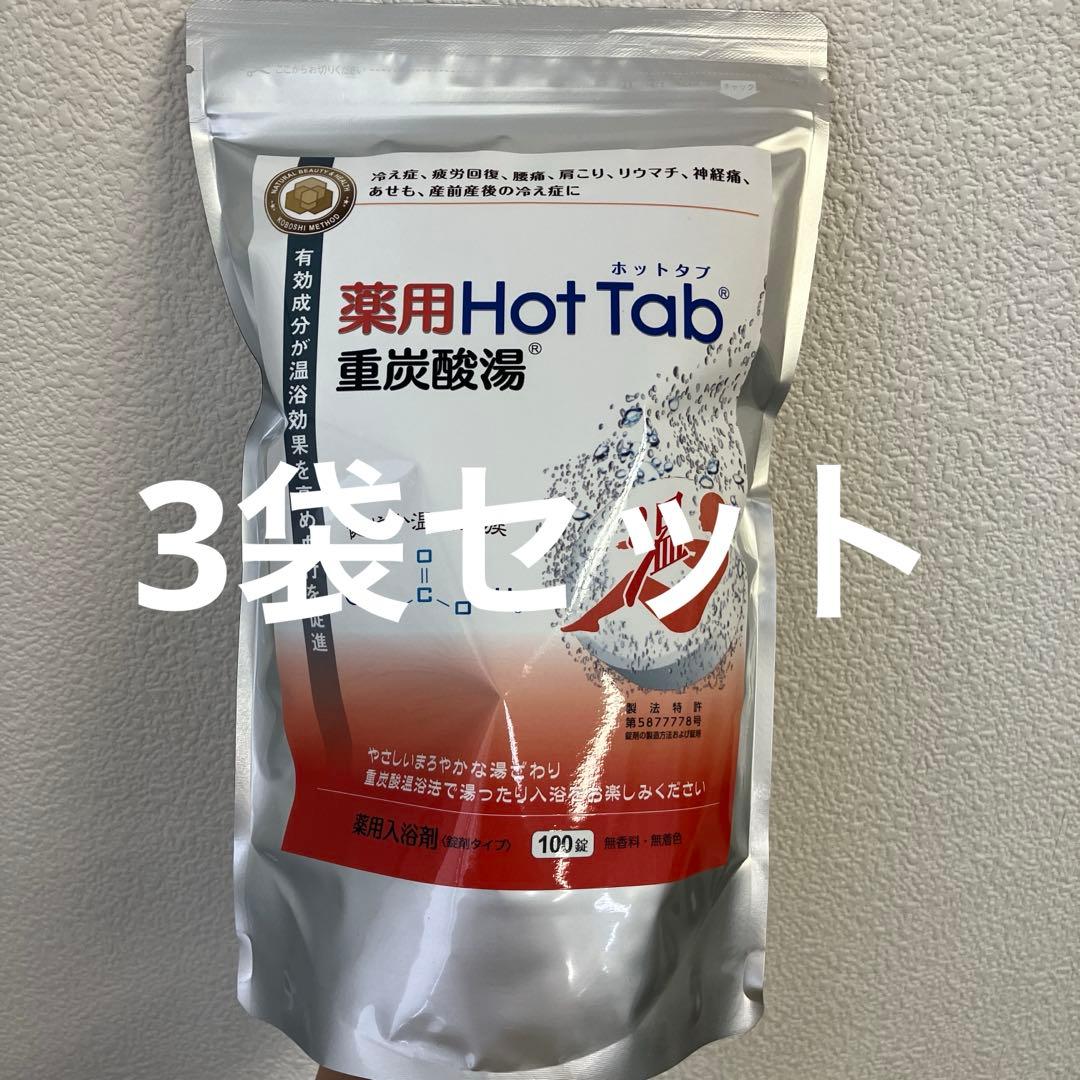 ここからお切りください
チャック
NATURAL BEAUTY & HEALTH
KOBOSHI METHOD
冷え症、疲労回復、腰痛、肩こり、リウマチ、神経痛、
あせも、産前産後の冷え症に
有効成分が温浴効果を高め
促進
ホットタブ
薬用Hot Tab®
重炭酸湯®
3袋セット
温
O
C
O
製法特許
第5877778号
錠剤の製造方法および錠剤
やさしいまろやかな湯ざわり
重炭酸温浴法で湯ったり入浴をお楽しみください
薬用入浴剤〈錠剤タイプ〉 100錠 無香料・無着色